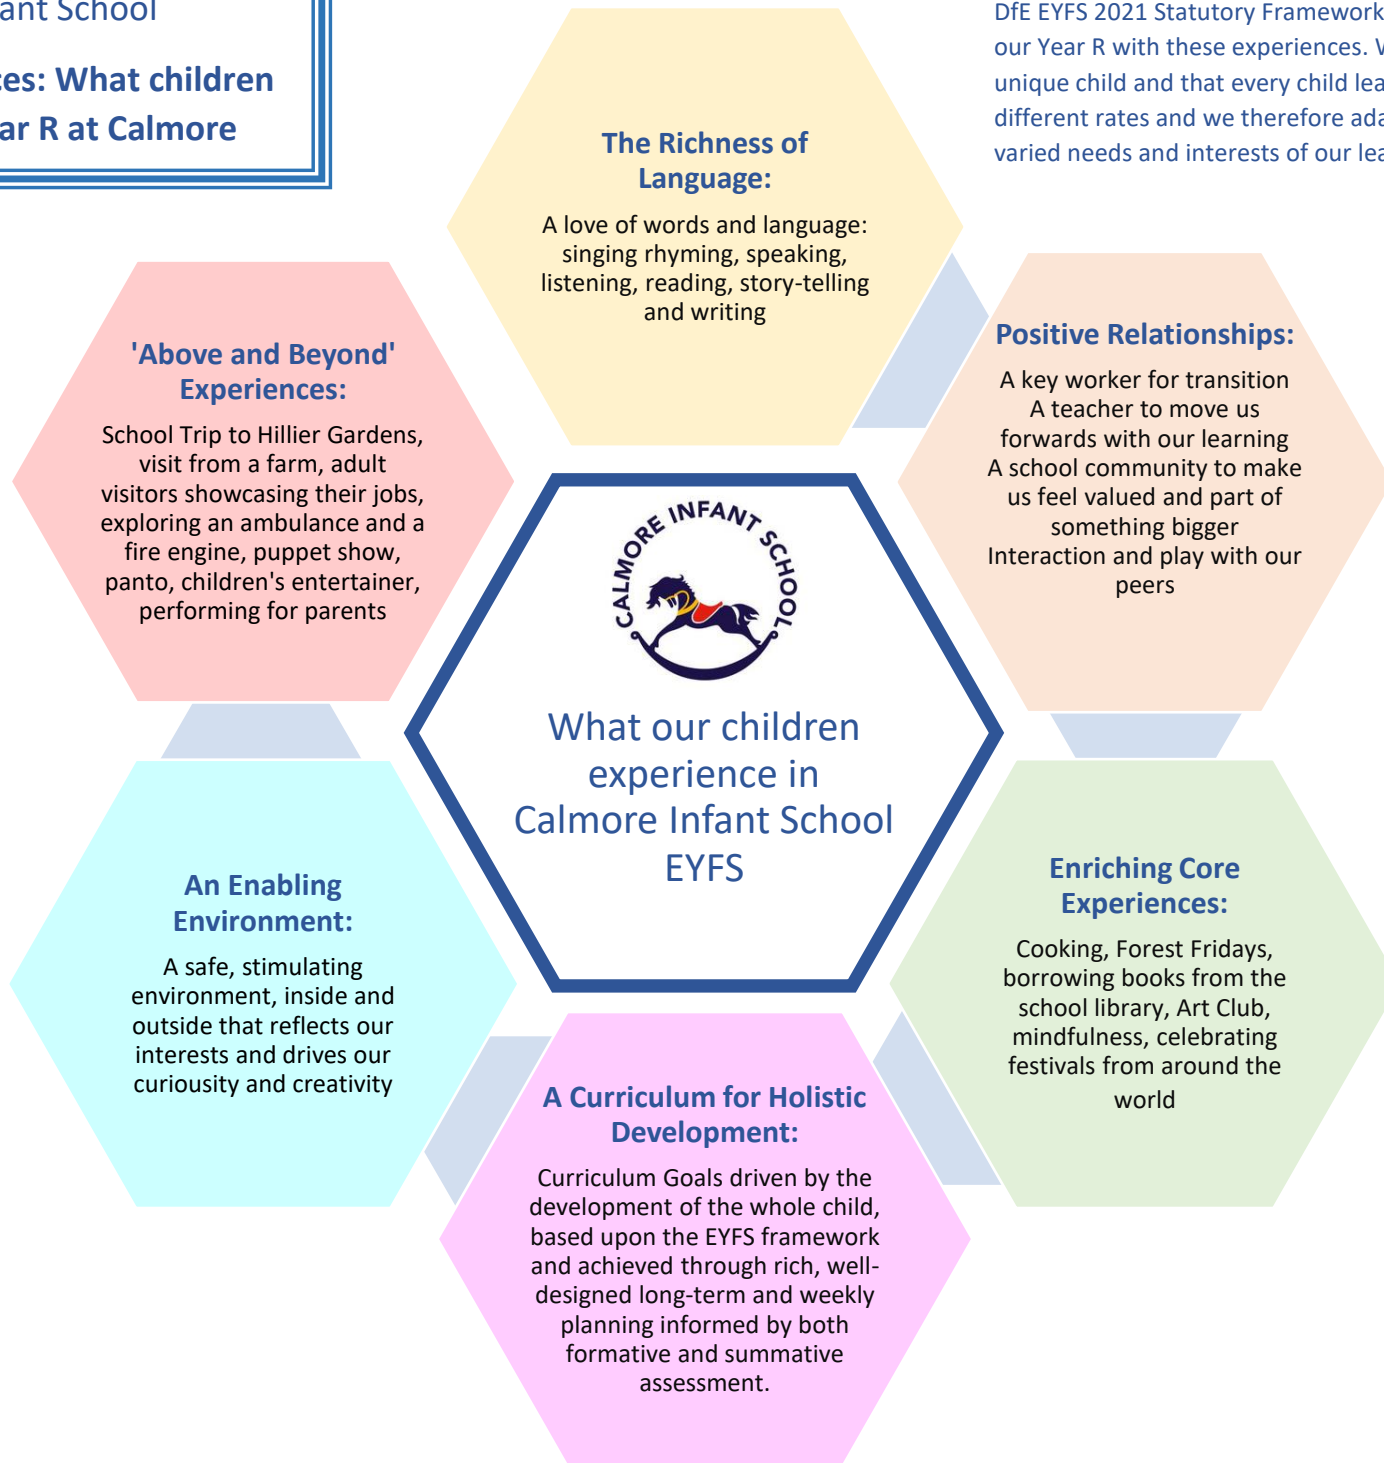 ant School
ces: What children
ar R at Calmore
DfE EYFS 2021 Statutory Framework
our Year R with these experiences. W
unique child and that every child lea
different rates and we therefore ada
varied needs and interests of our lea
The Richness of
Language:
A love of words and language:
singing rhyming, speaking,
listening, reading, story-telling
and writing
'Above and Beyond'
Experiences:
School Trip to Hillier Gardens,
visit from a farm, adult
visitors showcasing their jobs,
exploring an ambulance and a
fire engine, puppet show,
panto, children's entertainer,
performing for parents
Positive Relationships:
A key worker for transition
A teacher to move us
forwards with our learning
A school community to make
us feel valued and part of
something bigger
Interaction and play with our
peers
CALMORE INFANT SCHOOL
What our children
experience in
Calmore Infant School
EYFS
An Enabling
Environment:
A safe, stimulating
environment, inside and
outside that reflects our
interests and drives our
curiousity and creativity
Enriching Core
Experiences:
Cooking, Forest Fridays,
borrowing books from the
school library, Art Club,
mindfulness, celebrating
festivals from around the
world
A Curriculum for Holistic
Development:
Curriculum Goals driven by the
development of the whole child,
based upon the EYFS framework
and achieved through rich, well-
designed long-term and weekly
planning informed by both
formative and summative
assessment.